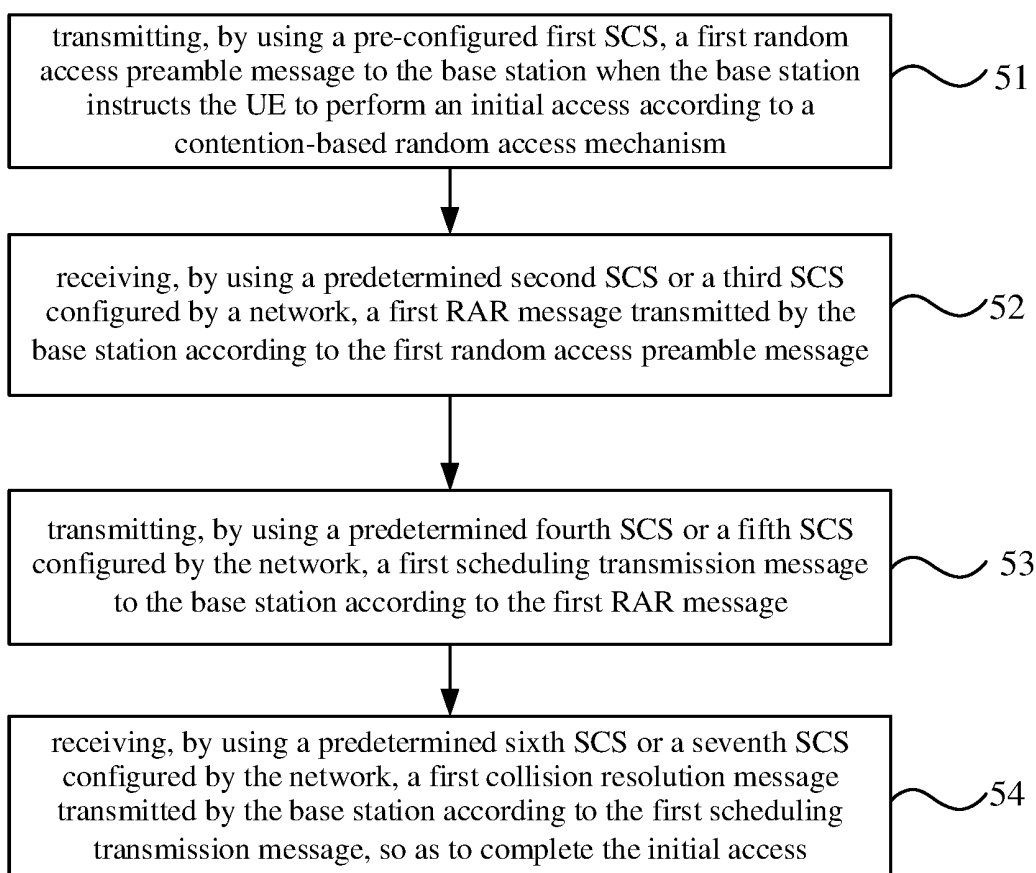 transmitting, by using a pre-configured first SCS, a first random
access preamble message to the base station when the base station
instructs the UE to perform an initial access according to a
contention-based random access mechanism
51
receiving, by using a predetermined second SCS or a third SCS
configured by a network, a first RAR message transmitted by the
base station according to the first random access preamble message
52
transmitting, by using a predetermined fourth SCS or a fifth SCS
configured by the network, a first scheduling transmission message
to the base station according to the first RAR message
53
receiving, by using a predetermined sixth SCS or a seventh SCS
configured by the network, a first collision resolution message
transmitted by the base station according to the first scheduling
transmission message, so as to complete the initial access
54